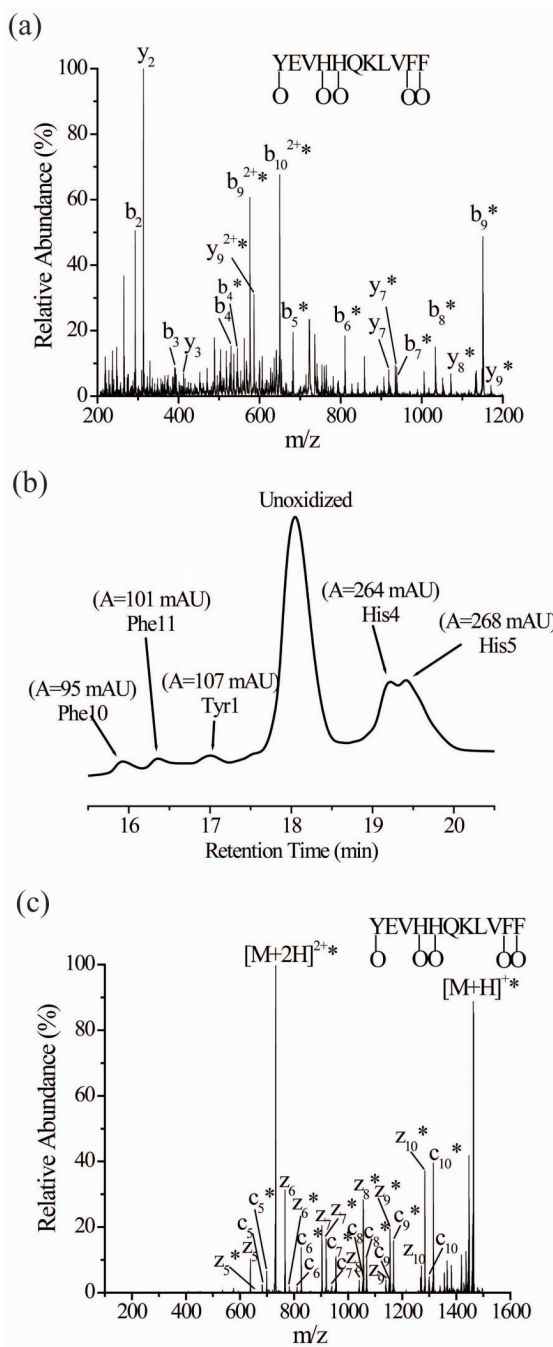 (a)
YEVHHQKLVFF
O OO OO
Relative Abundance (%)
100
80
60
40
20
0
y2
b2
b3
y3
b4
b4*
y9 2+*
b9 2+*
b10 2+*
b5*
b6*
y7
y7*
b7*
b8*
y8*
b9*
y9*
200 400 600 800 1000 1200
m/z
(b)
Unoxidized
(A=95 mAU)
Phe10
(A=101 mAU)
Phe11
(A=107 mAU)
Tyr1
(A=264 mAU)
His4
(A=268 mAU)
His5
16 17 18 19 20
Retention Time (min)
(c)
YEVHHQKLVFF
O OO OO
Relative Abundance (%)
100
80
60
40
20
0
[M+2H]2+*
[M+H]+*
z5*
z5
c5
c5*
z6
z6*
c6*
c6
z7
z7*
c7*
c7
c8
z8
z8*
c8*
z9
z9*
c9*
z10
z10*
c10*
c10
200 400 600 800 1000 1200 1400 1600
m/z